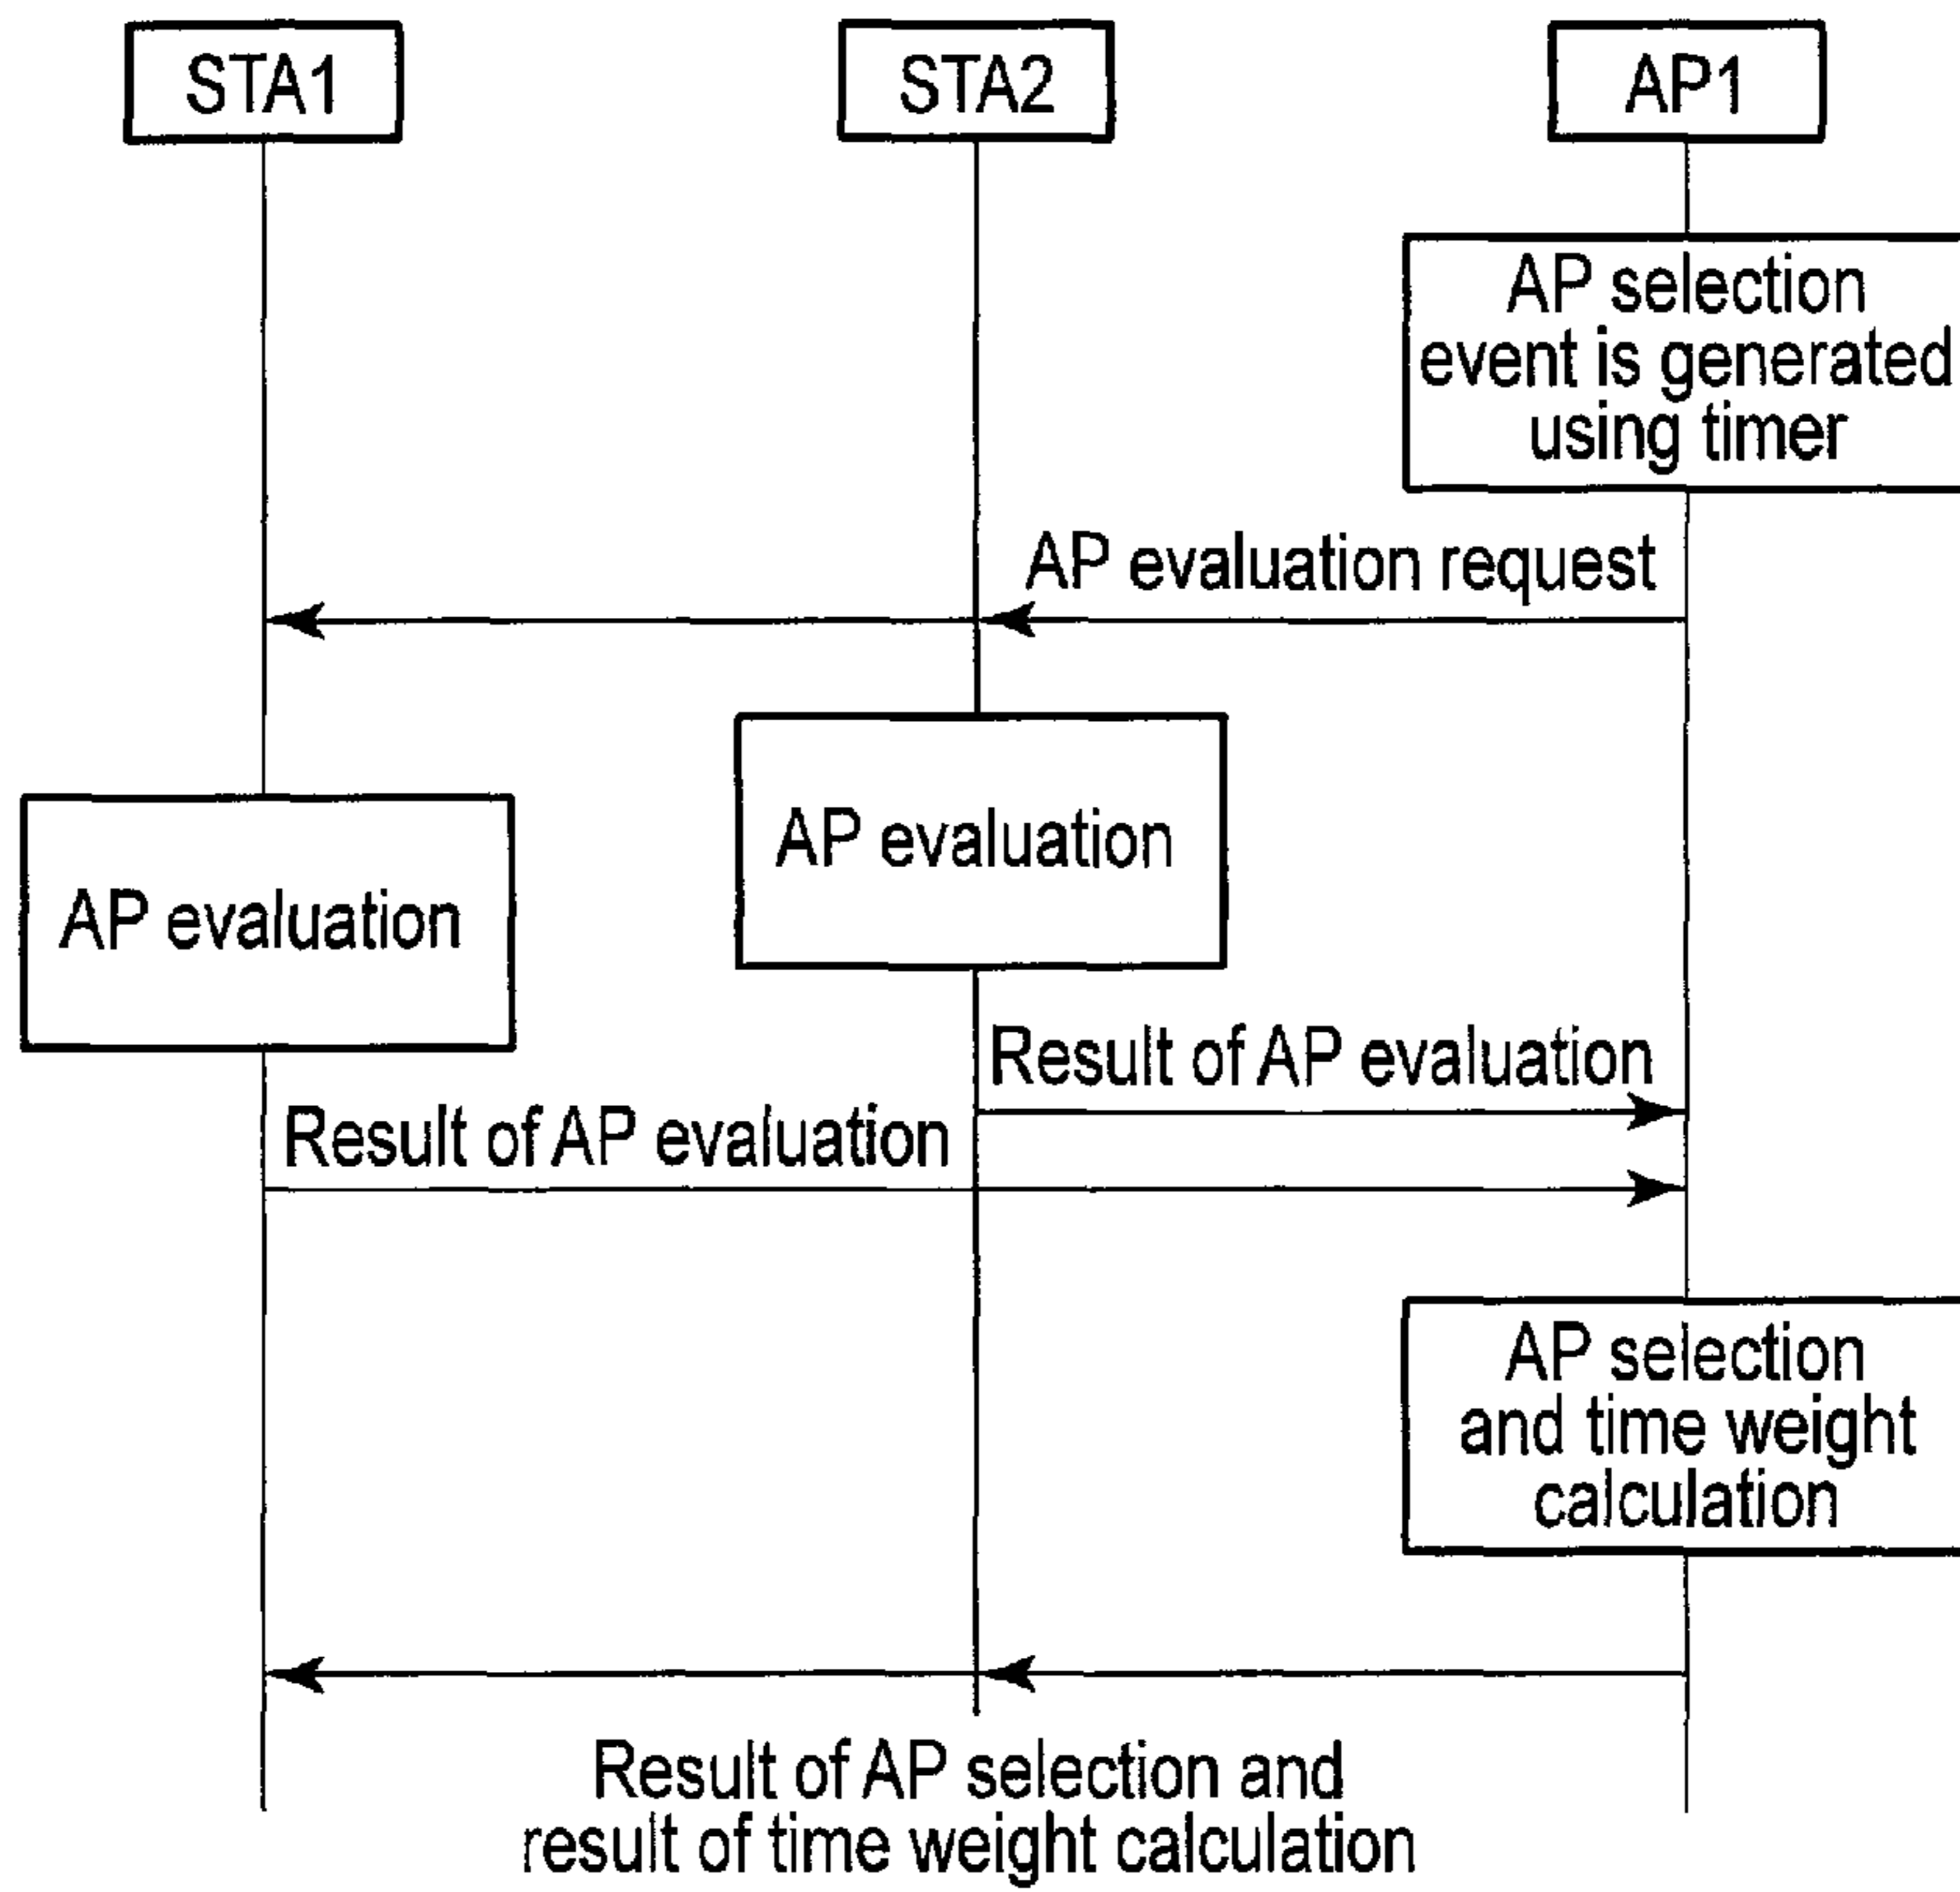 STA1
STA2
AP1
AP selection
event is generated
using timer
AP evaluation request
AP evaluation
AP evaluation
Result of AP evaluation
Result of AP evaluation
AP selection
and time weight
calculation
Result of AP selection and
result of time weight calculation